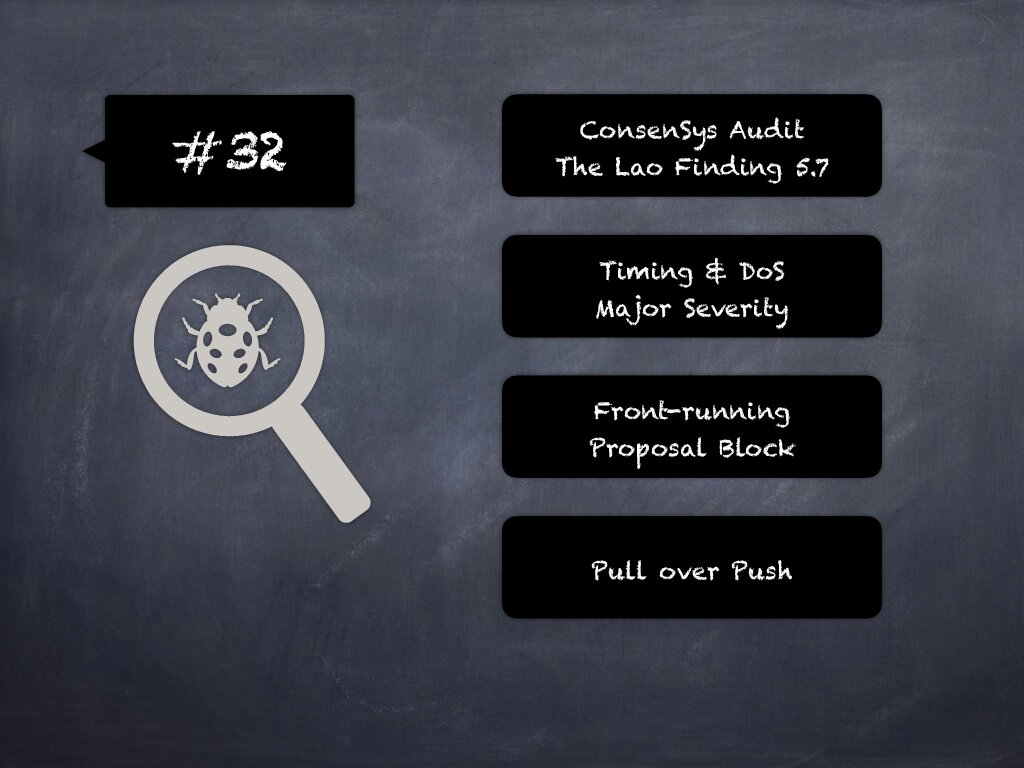 #32
ConsenSys Audit
The Lao Finding 5.7
Timing & DoS
Major Severity
Front-running
Proposal Block
Pull over Push